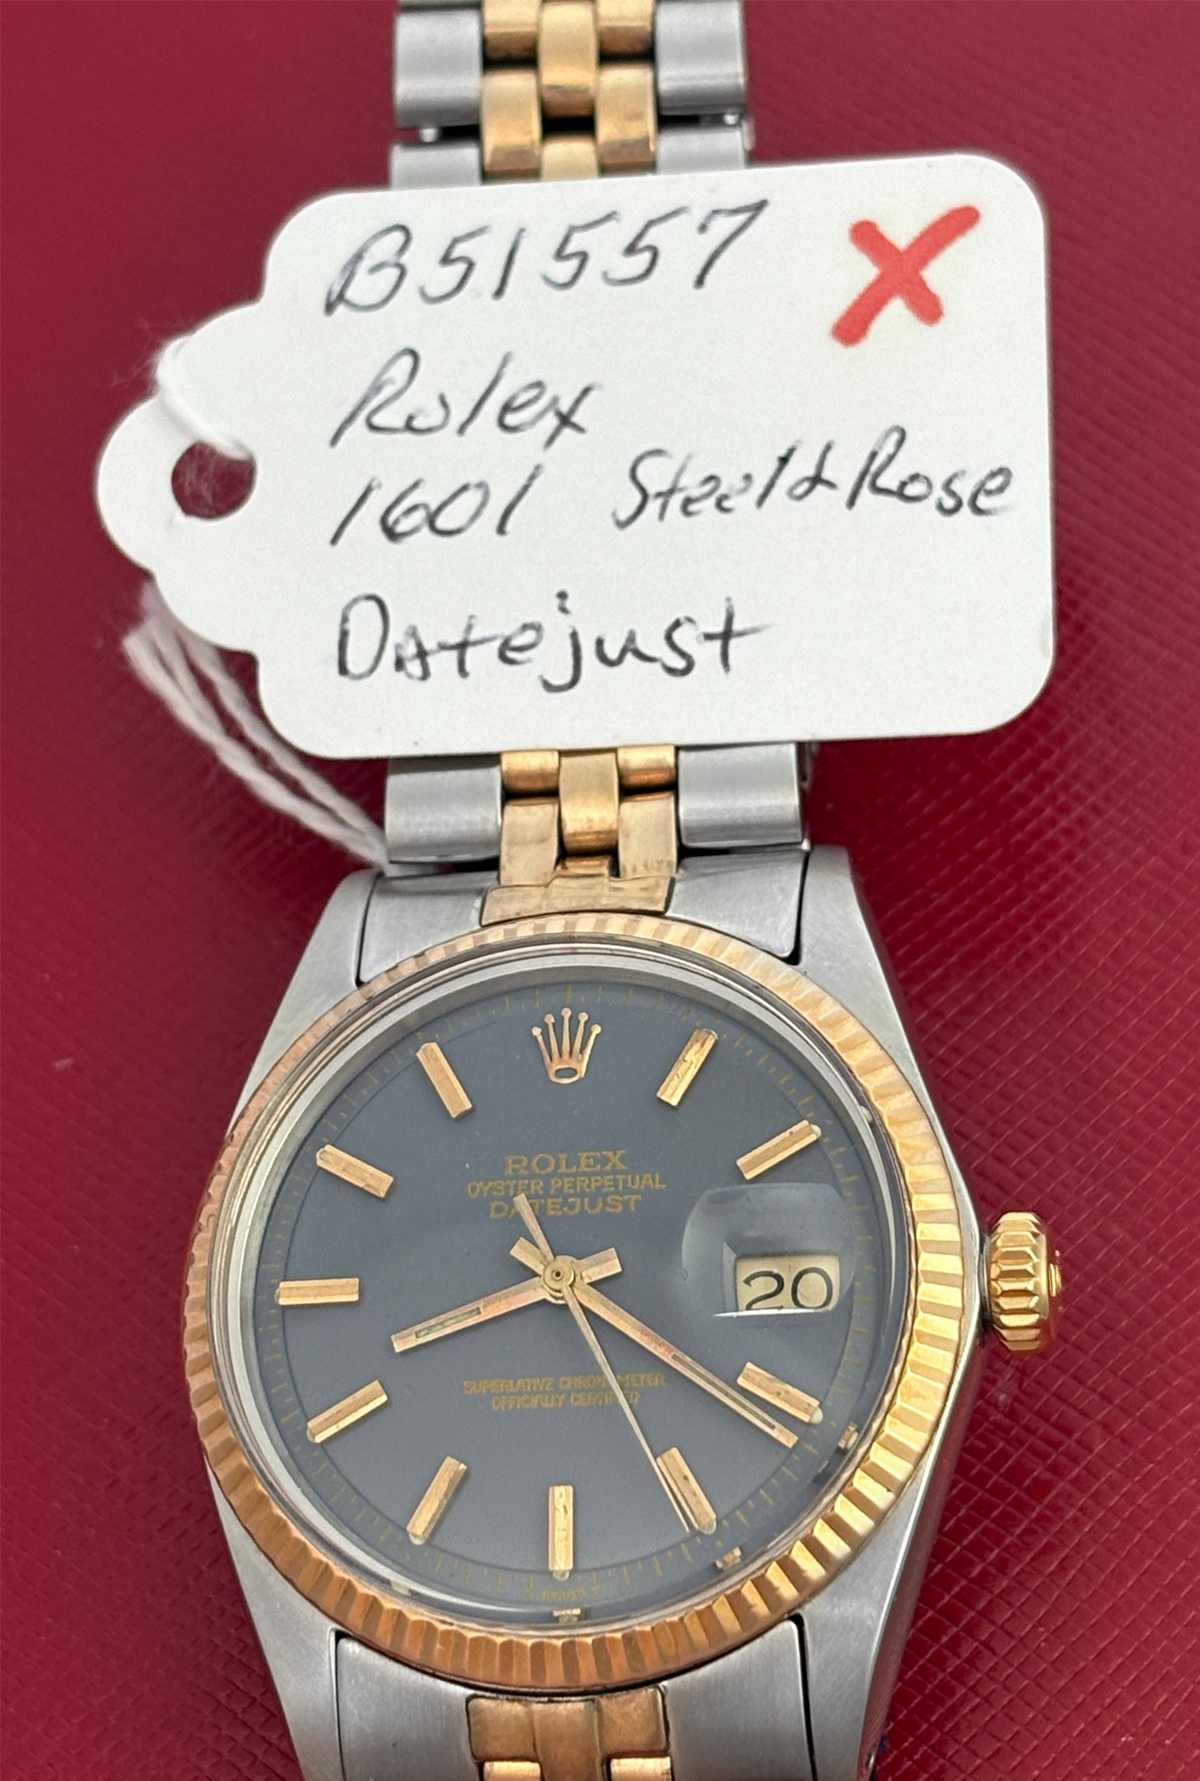 B51557 X
Rolex
1601 Steel & Rose
Datejust
ROLEX
OYSTER PERPETUAL
DATEJUST
20
SUPERLATIVE CHRONOMETER
OFFICIALLY CERTIFIED